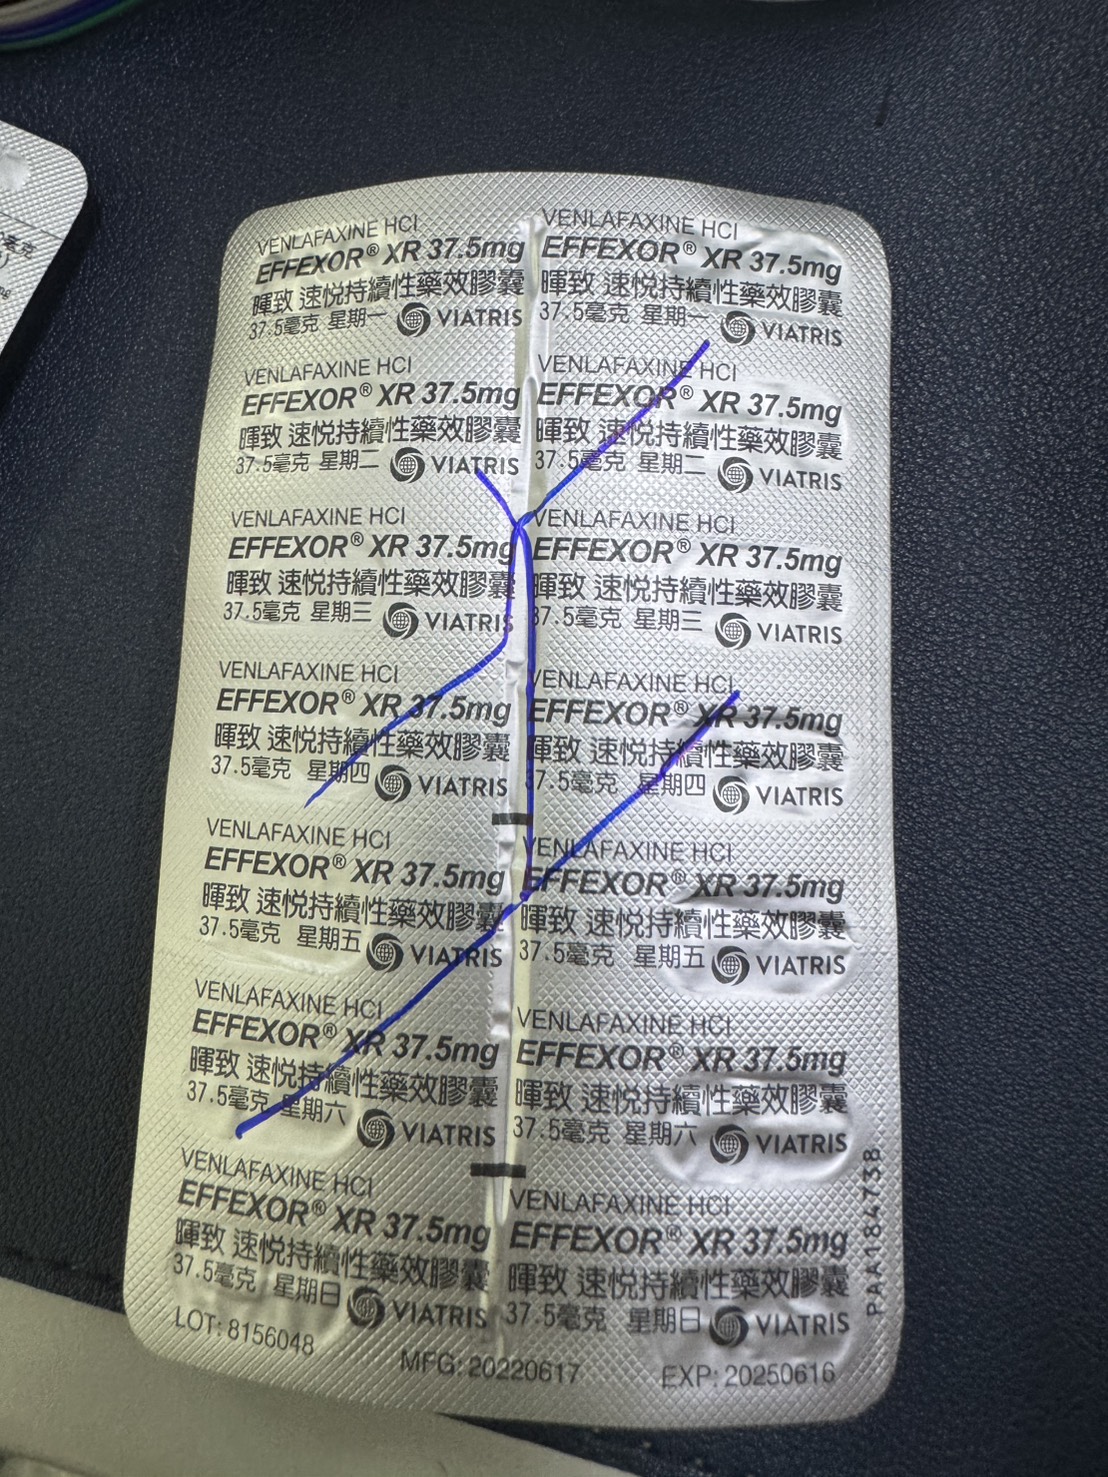 VENLAFAXINE HCl
EFFEXOR® XR 37.5mg
暉致 速悅持續性藥效膠囊
37.5毫克 星期一 VIATRIS
VENLAFAXINE HCl
EFFEXOR® XR 37.5mg
暉致 速悅持續性藥效膠囊
37.5毫克 星期二 VIATRIS
VENLAFAXINE HCl
EFFEXOR® XR 37.5mg
暉致 速悅持續性藥效膠囊
37.5毫克 星期三 VIATRIS
VENLAFAXINE HCl
EFFEXOR® XR 37.5mg
暉致 速悅持續性藥效膠囊
37.5毫克 星期四 VIATRIS
VENLAFAXINE HCl
EFFEXOR® XR 37.5mg
暉致 速悅持續性藥效膠囊
37.5毫克 星期五 VIATRIS
VENLAFAXINE HCl
EFFEXOR® XR 37.5mg
暉致 速悅持續性藥效膠囊
37.5毫克 星期六 VIATRIS
VENLAFAXINE HCl
EFFEXOR® XR 37.5mg
暉致 速悅持續性藥效膠囊
37.5毫克 星期日 VIATRIS
VENLAFAXINE HCl
EFFEXOR® XR 37.5mg
暉致 速悅持續性藥效膠囊
37.5毫克 星期一 VIATRIS
VENLAFAXINE HCl
EFFEXOR® XR 37.5mg
暉致 速悅持續性藥效膠囊
37.5毫克 星期二 VIATRIS
VENLAFAXINE HCl
EFFEXOR® XR 37.5mg
暉致 速悅持續性藥效膠囊
37.5毫克 星期三 VIATRIS
VENLAFAXINE HCl
EFFEXOR® XR 37.5mg
暉致 速悅持續性藥效膠囊
37.5毫克 星期四 VIATRIS
VENLAFAXINE HCl
EFFEXOR® XR 37.5mg
暉致 速悅持續性藥效膠囊
37.5毫克 星期五 VIATRIS
VENLAFAXINE HCl
EFFEXOR® XR 37.5mg
暉致 速悅持續性藥效膠囊
37.5毫克 星期六 VIATRIS
VENLAFAXINE HCl
EFFEXOR® XR 37.5mg
暉致 速悅持續性藥效膠囊
37.5毫克 星期日 VIATRIS
PAA184738
LOT: 8156048
MFG: 20220617
EXP: 20250616